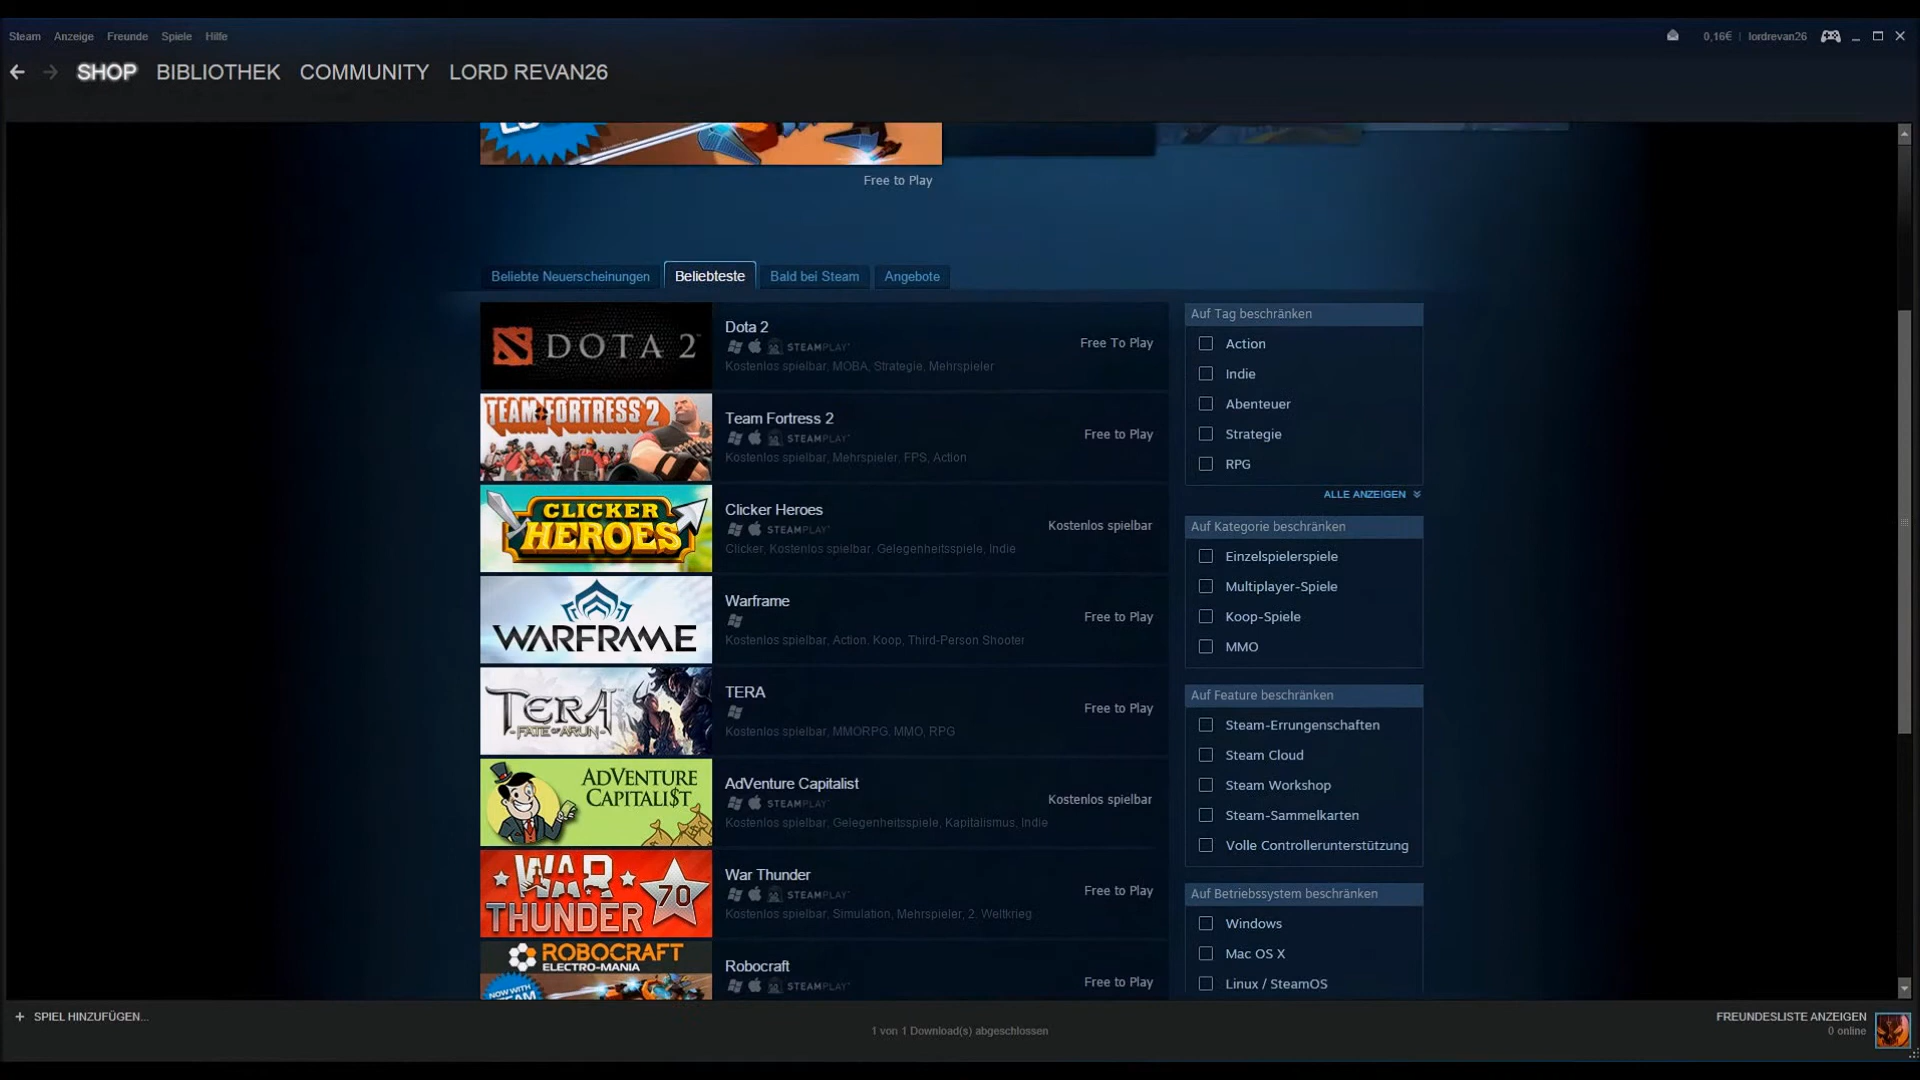 Steam Anzeige Freunde Spiele Hilfe
0,16€ | lordrevan26
SHOP BIBLIOTHEK COMMUNITY LORD REVAN26
Free to Play
Beliebte Neuerscheinungen Beliebteste Bald bei Steam Angebote
DOTA 2
Dota 2
STEAMPLAY
Free To Play
Kostenlos spielbar, MOBA, Strategie, Mehrspieler
TEAM FORTRESS 2
Team Fortress 2
STEAMPLAY
Free to Play
Kostenlos spielbar, Mehrspieler, FPS, Action
CLICKER
HEROES
Clicker Heroes
STEAMPLAY
Kostenlos spielbar
Clicker, Kostenlos spielbar, Gelegenheitsspiele, Indie
WARFRAME
Warframe
Free to Play
Kostenlos spielbar, Action, Koop, Third-Person Shooter
TERA
-FATE OF ARUN-
TERA
Free to Play
Kostenlos spielbar, MMORPG, MMO, RPG
ADVENTURE
CAPITALI$T
AdVenture Capitalist
STEAMPLAY
Kostenlos spielbar
Kostenlos spielbar, Gelegenheitsspiele, Kapitalismus, Indie
WAR
THUNDER
70
War Thunder
STEAMPLAY
Free to Play
Kostenlos spielbar, Simulation, Mehrspieler, 2. Weltkrieg
ROBOCRAFT
ELECTRO-MANIA
NOW WITH
Robocraft
STEAMPLAY
Free to Play
Auf Tag beschränken
Action
Indie
Abenteuer
Strategie
RPG
ALLE ANZEIGEN
Auf Kategorie beschränken
Einzelspielerspiele
Multiplayer-Spiele
Koop-Spiele
MMO
Auf Feature beschränken
Steam-Errungenschaften
Steam Cloud
Steam Workshop
Steam-Sammelkarten
Volle Controllerunterstützung
Auf Betriebssystem beschränken
Windows
Mac OS X
Linux / SteamOS
+ SPIEL HINZUFÜGEN...
1 von 1 Download(s) abgeschlossen
FREUNDESLISTE ANZEIGEN
0 online